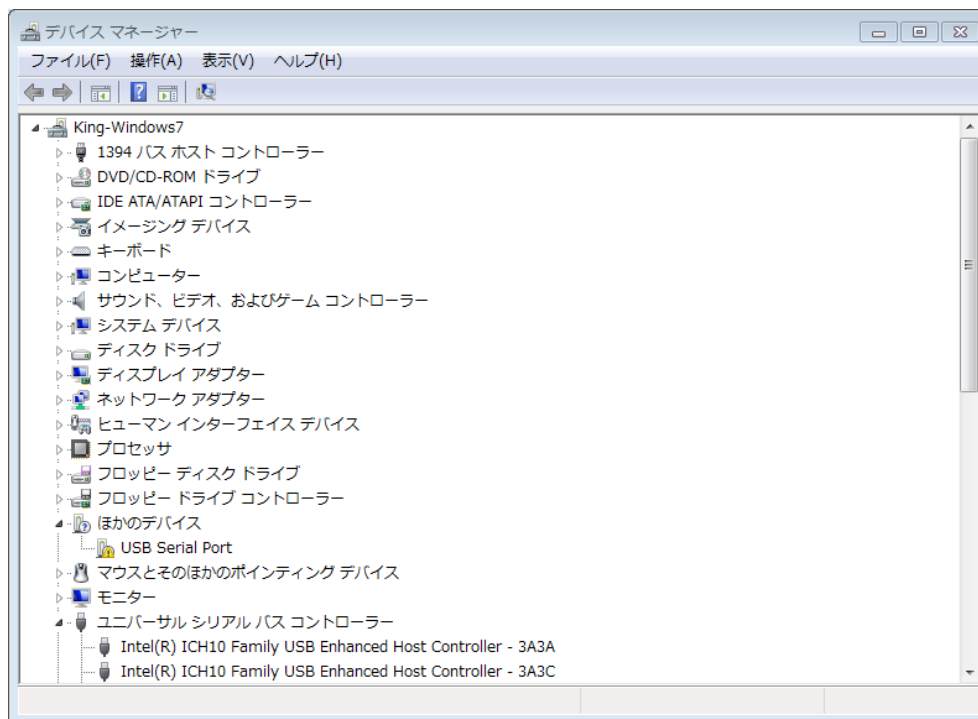 デバイス マネージャー
ファイル(F) 操作(A) 表示(V) ヘルプ(H)
King-Windows7
1394 バス ホスト コントローラー
DVD/CD-ROM ドライブ
IDE ATA/ATAPI コントローラー
イメージング デバイス
キーボード
コンピューター
サウンド、ビデオ、およびゲーム コントローラー
システム デバイス
ディスク ドライブ
ディスプレイ アダプター
ネットワーク アダプター
ヒューマン インターフェイス デバイス
プロセッサ
フロッピー ディスク ドライブ
フロッピー ドライブ コントローラー
ほかのデバイス
USB Serial Port
マウスとそのほかのポインティング デバイス
モニター
ユニバーサル シリアル バス コントローラー
Intel(R) ICH10 Family USB Enhanced Host Controller - 3A3A
Intel(R) ICH10 Family USB Enhanced Host Controller - 3A3C